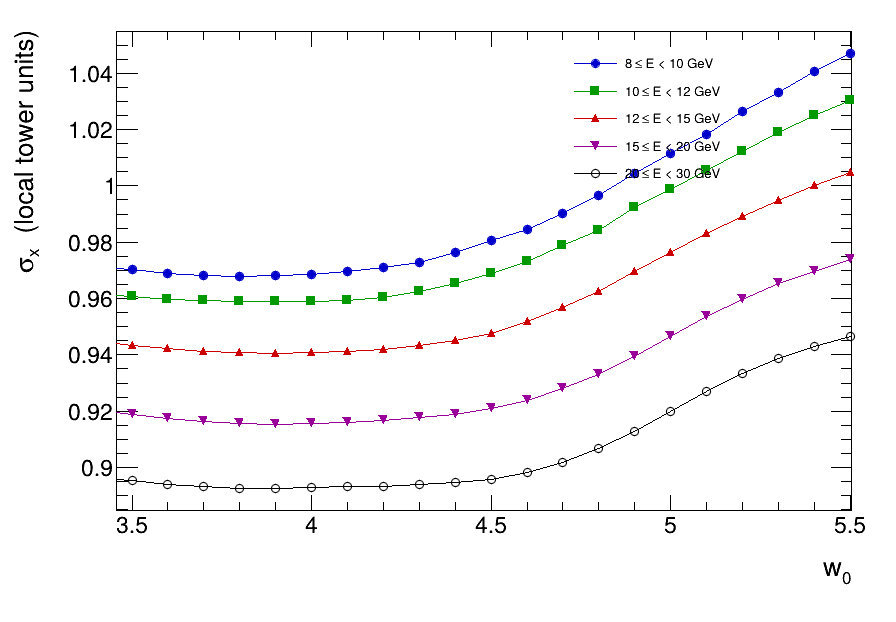 σx (local tower units)
1.04
1.02
1
0.98
0.96
0.94
0.92
0.9
8 ≤ E < 10 GeV
10 ≤ E < 12 GeV
12 ≤ E < 15 GeV
15 ≤ E < 20 GeV
20 ≤ E < 30 GeV
3.5 4 4.5 5 5.5
w0